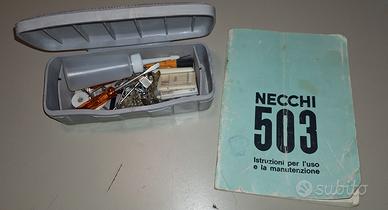 NECCHI
503
Istruzioni per l'uso
e la manutenzione
subito